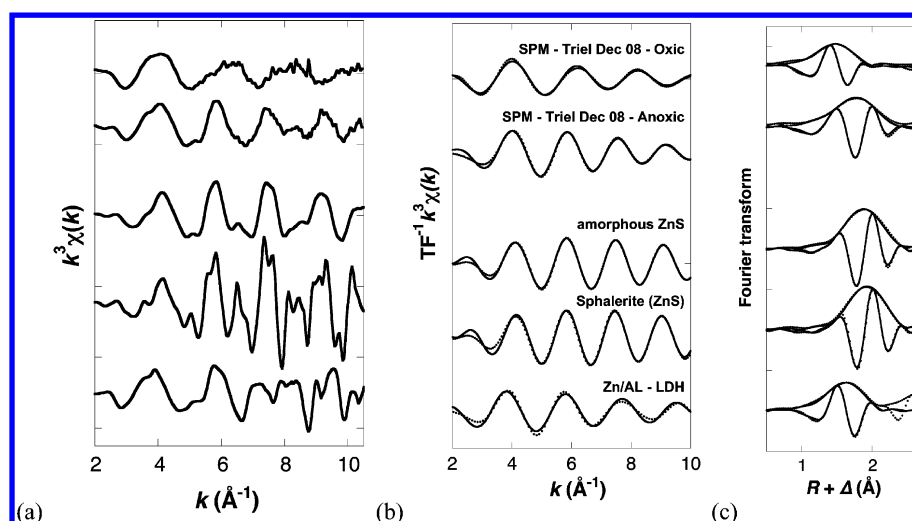 k³χ(k)
2 4 6 8 10
k (Å⁻¹)
(a)
SPM - Triel Dec 08 - Oxic
SPM - Triel Dec 08 - Anoxic
amorphous ZnS
Sphalerite (ZnS)
Zn/AL - LDH
TF⁻¹ k³χ(k)
2 4 6 8 10
k (Å⁻¹)
(b)
Fourier transform
1 2
R + Δ (Å)
(c)